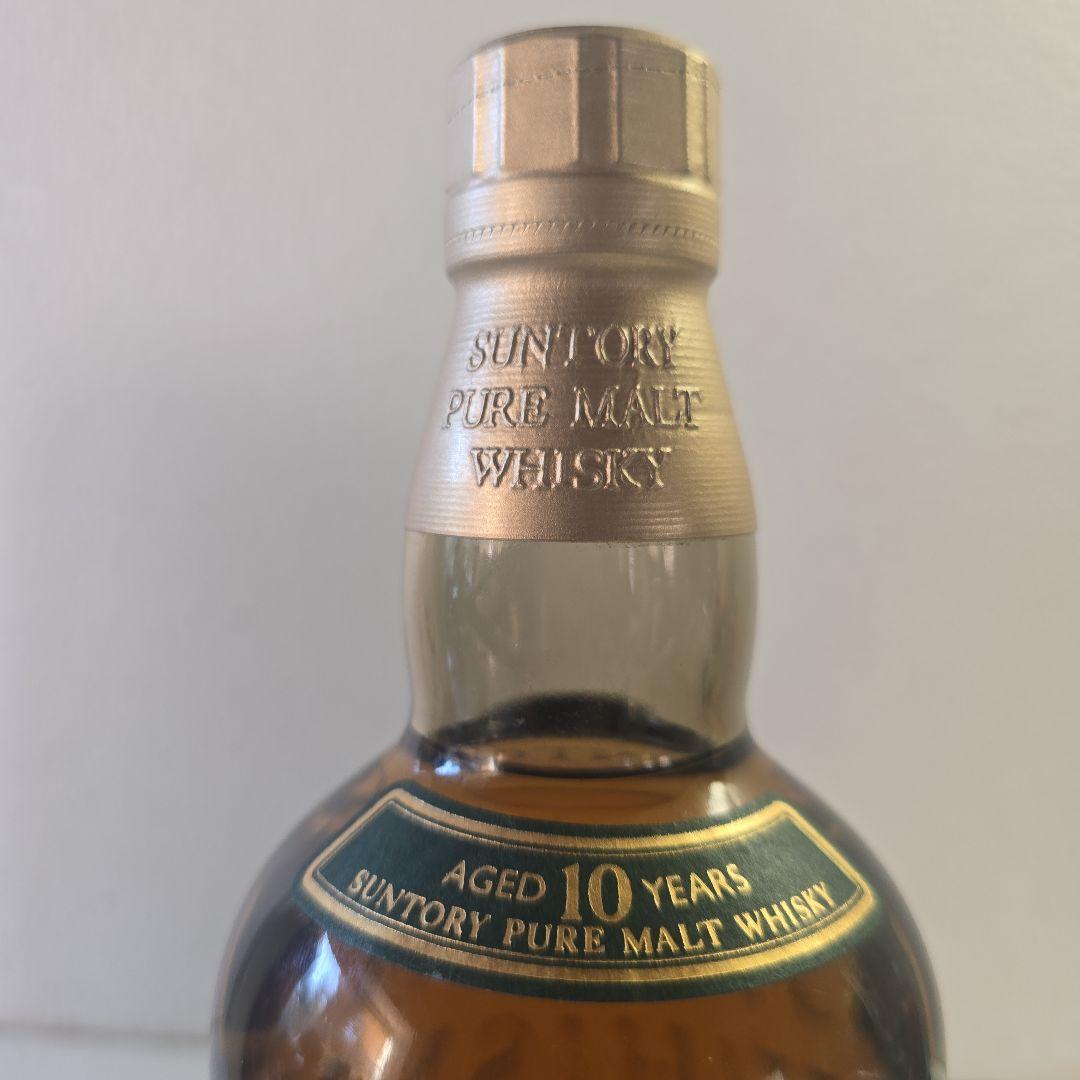 SUNTORY
PURE MALT
WHISKY
AGED 10 YEARS
SUNTORY PURE MALT WHISKY